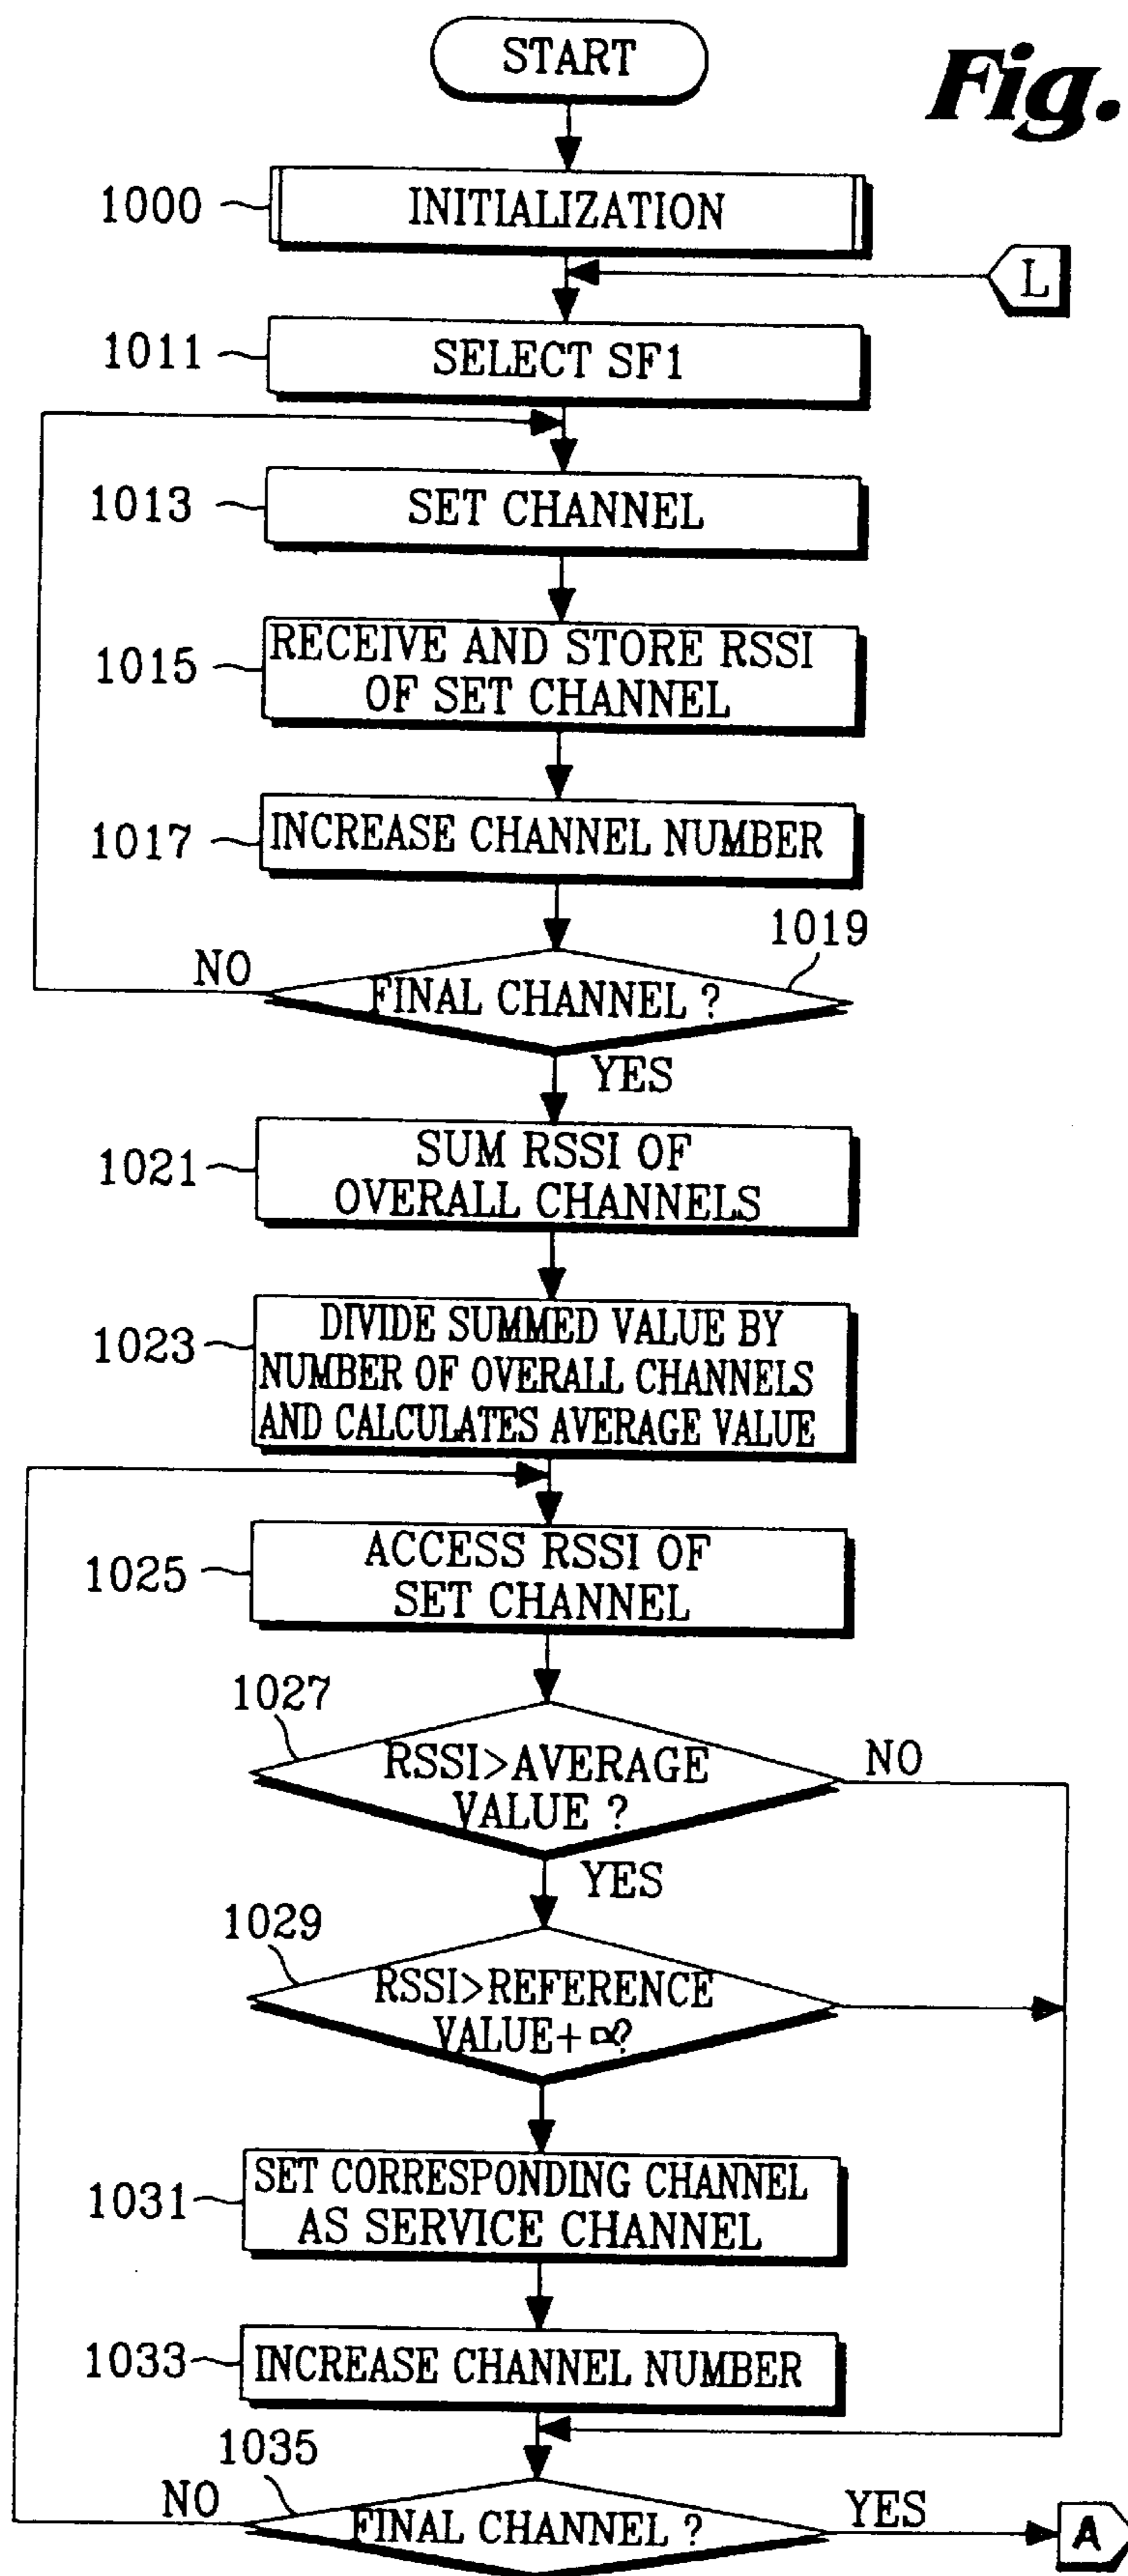 START
Fig.
1000
INITIALIZATION
L
1011
SELECT SF1
1013
SET CHANNEL
1015
RECEIVE AND STORE RSSI
OF SET CHANNEL
1017
INCREASE CHANNEL NUMBER
1019
NO
FINAL CHANNEL ?
YES
1021
SUM RSSI OF
OVERALL CHANNELS
1023
DIVIDE SUMMED VALUE BY
NUMBER OF OVERALL CHANNELS
AND CALCULATES AVERAGE VALUE
1025
ACCESS RSSI OF
SET CHANNEL
1027
RSSI>AVERAGE
VALUE ?
NO
YES
1029
RSSI>REFERENCE
VALUE+α?
1031
SET CORRESPONDING CHANNEL
AS SERVICE CHANNEL
1033
INCREASE CHANNEL NUMBER
1035
NO
FINAL CHANNEL ?
YES
A